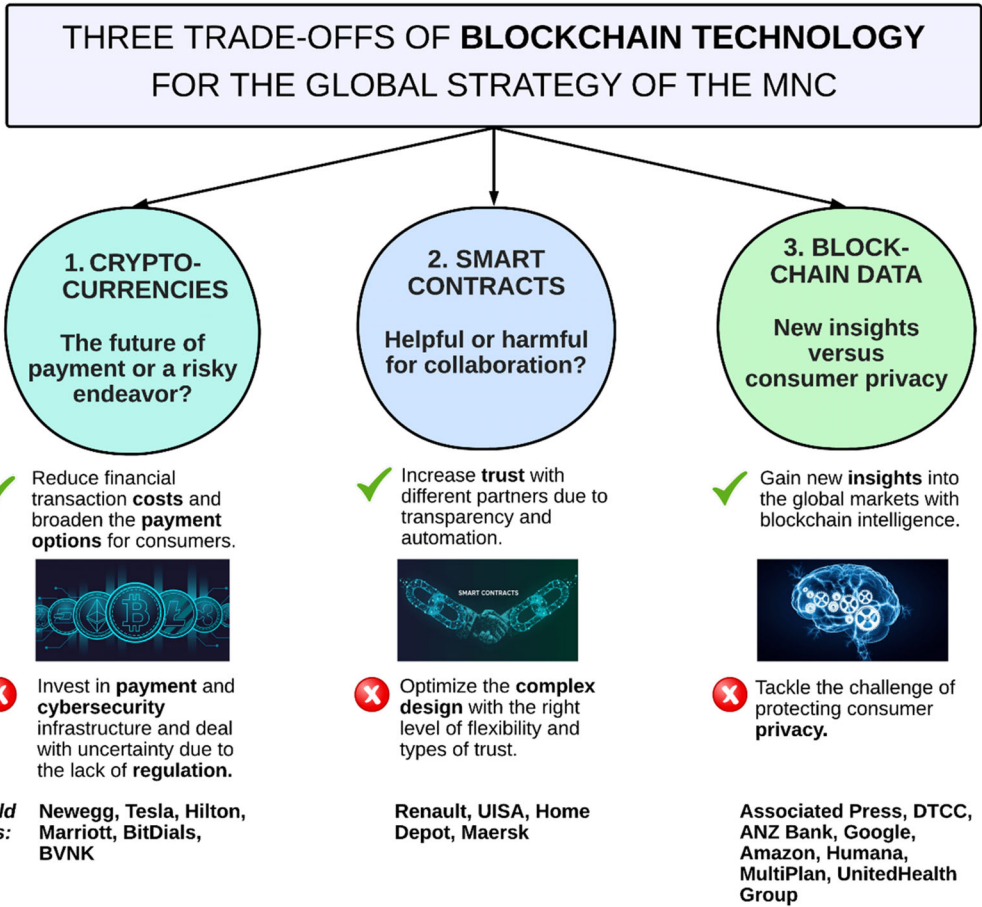 THREE TRADE-OFFS OF BLOCKCHAIN TECHNOLOGY
FOR THE GLOBAL STRATEGY OF THE MNC
1. CRYPTO-
CURRENCIES
The future of
payment or a risky
endeavor?
2. SMART
CONTRACTS
Helpful or harmful
for collaboration?
3. BLOCK-
CHAIN DATA
New insights
versus
consumer privacy
Reduce financial
transaction costs and
broaden the payment
options for consumers.
Increase trust with
different partners due to
transparency and
automation.
Gain new insights into
the global markets with
blockchain intelligence.
SMART CONTRACTS
Invest in payment and
cybersecurity
infrastructure and deal
with uncertainty due to
the lack of regulation.
Optimize the complex
design with the right
level of flexibility and
types of trust.
Tackle the challenge of
protecting consumer
privacy.
Newegg, Tesla, Hilton,
Marriott, BitDials,
BVNK
Renault, UISA, Home
Depot, Maersk
Associated Press, DTCC,
ANZ Bank, Google,
Amazon, Humana,
MultiPlan, UnitedHealth
Group